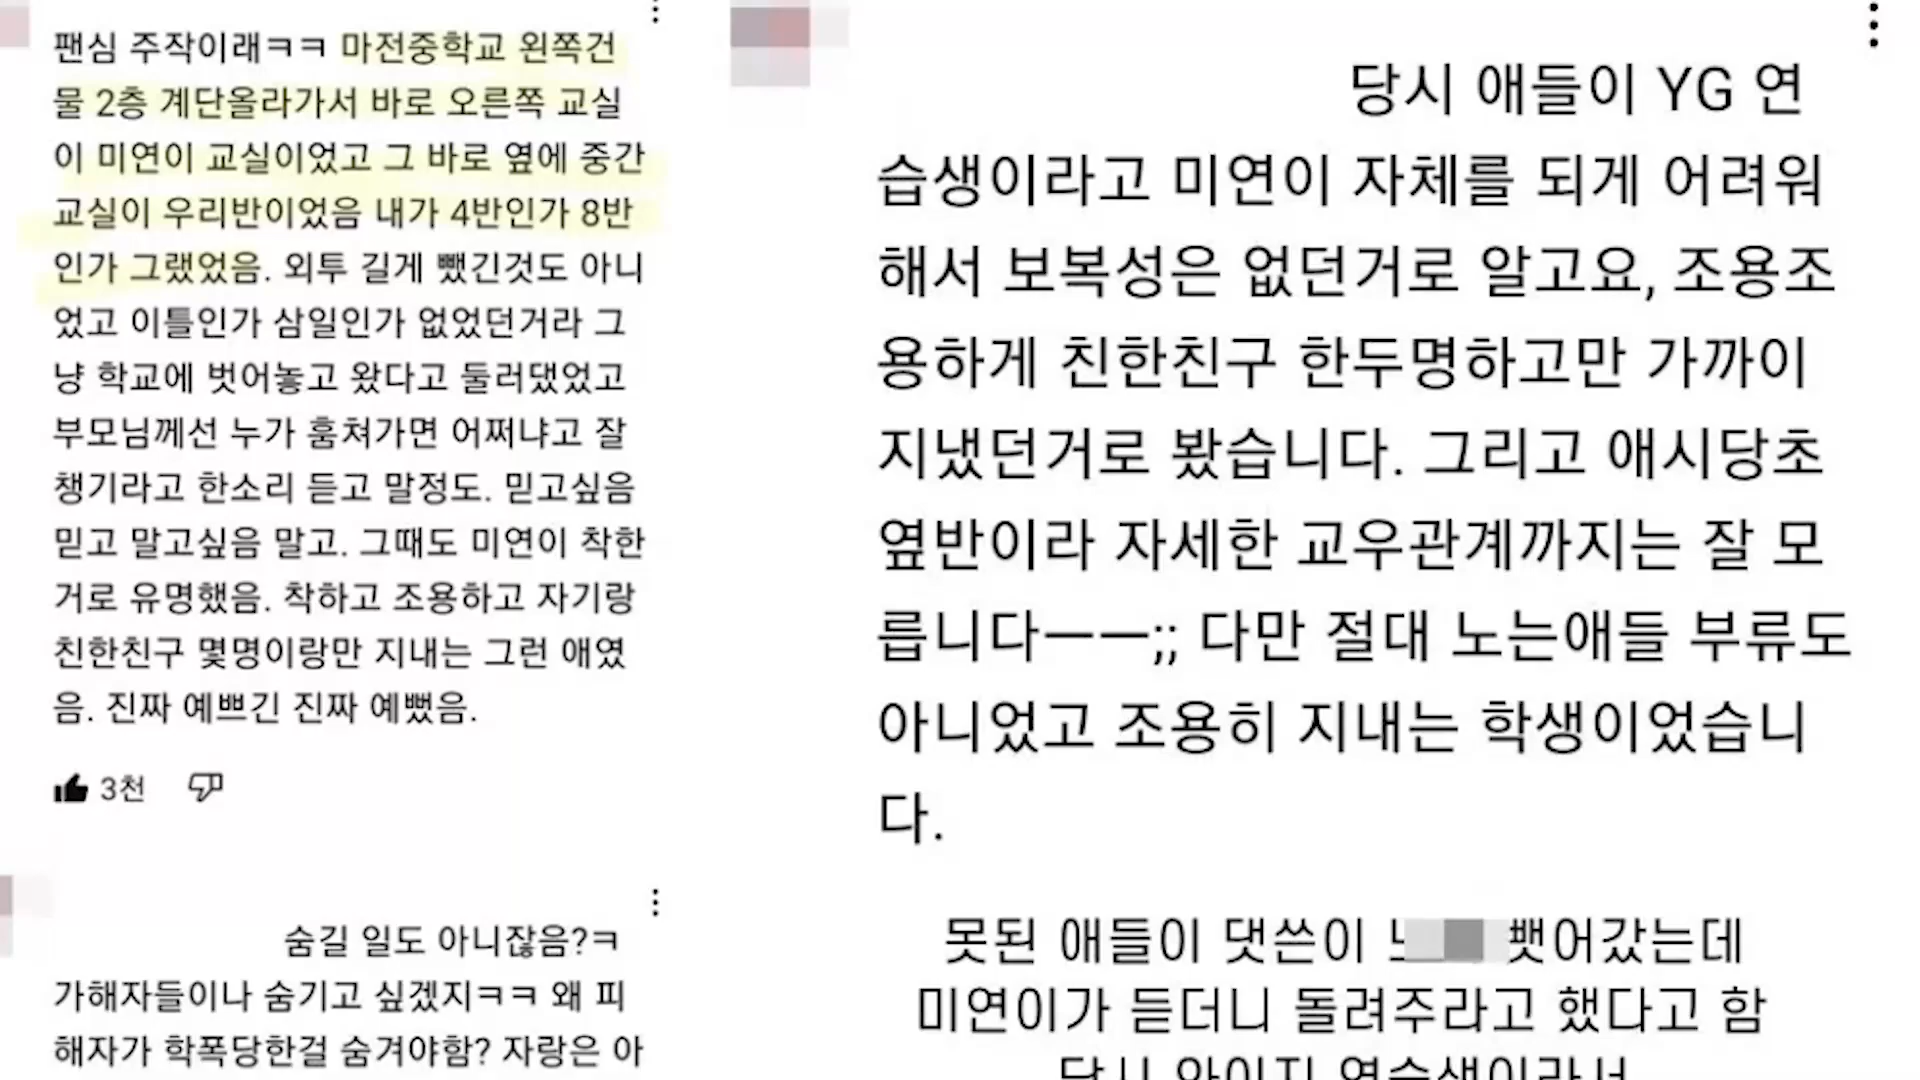 팬심 주작이래ㅋㅋ 마전중학교 왼쪽건
물 2층 계단올라가서 바로 오른쪽 교실
이 미연이 교실이었고 그 바로 옆에 중간
교실이 우리반이었음 내가 4반인가 8반
인가 그랬었음. 외투 길게 뺐긴것도 아니
었고 이틀인가 삼일인가 없었던거라 그
냥 학교에 벗어놓고 왔다고 둘러댔었고
부모님께선 누가 훔쳐가면 어쩌냐고 잘
챙기라고 한소리 듣고 말정도. 믿고싶음
믿고 말고싶음 말고. 그때도 미연이 착한
거로 유명했음. 착하고 조용하고 자기랑
친한친구 몇명이랑만 지내는 그런 애였
음. 진짜 예쁘긴 진짜 예뻤음.
3천
숨길 일도 아니잖음?ㅋ
가해자들이나 숨기고 싶겠지ㅋㅋ 왜 피
해자가 학폭당한걸 숨겨야함? 자랑은 아
당시 애들이 YG 연
습생이라고 미연이 자체를 되게 어려워
해서 보복성은 없던거로 알고요, 조용조
용하게 친한친구 한두명하고만 가까이
지냈던거로 봤습니다. 그리고 애시당초
옆반이라 자세한 교우관계까지는 잘 모
릅니다ㅡㅡ;; 다만 절대 노는애들 부류도
아니었고 조용히 지내는 학생이었습니
다.
못된 애들이 댓쓴이 뺏어갔는데
미연이가 듣더니 돌려주라고 했다고 함
당시 와이지 연습생이라서